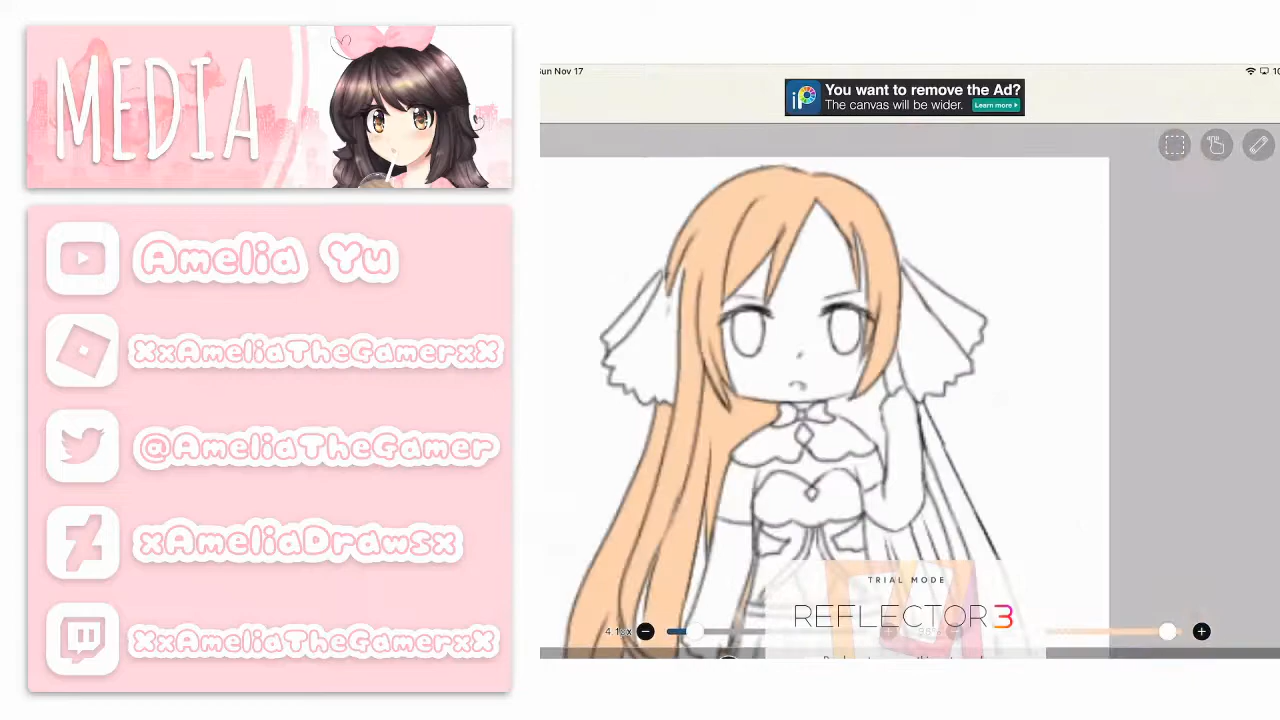 MEDIA
Amelia Yu
XxAmeliaTheGamerxX
@AmeliaTheGamer
xAmeliaDrawsx
XxAmeliaTheGamerxX
Sun Nov 17
iP
You want to remove the Ad?
The canvas will be wider.
Learn more >
TRIAL MODE
REFLECTOR 3